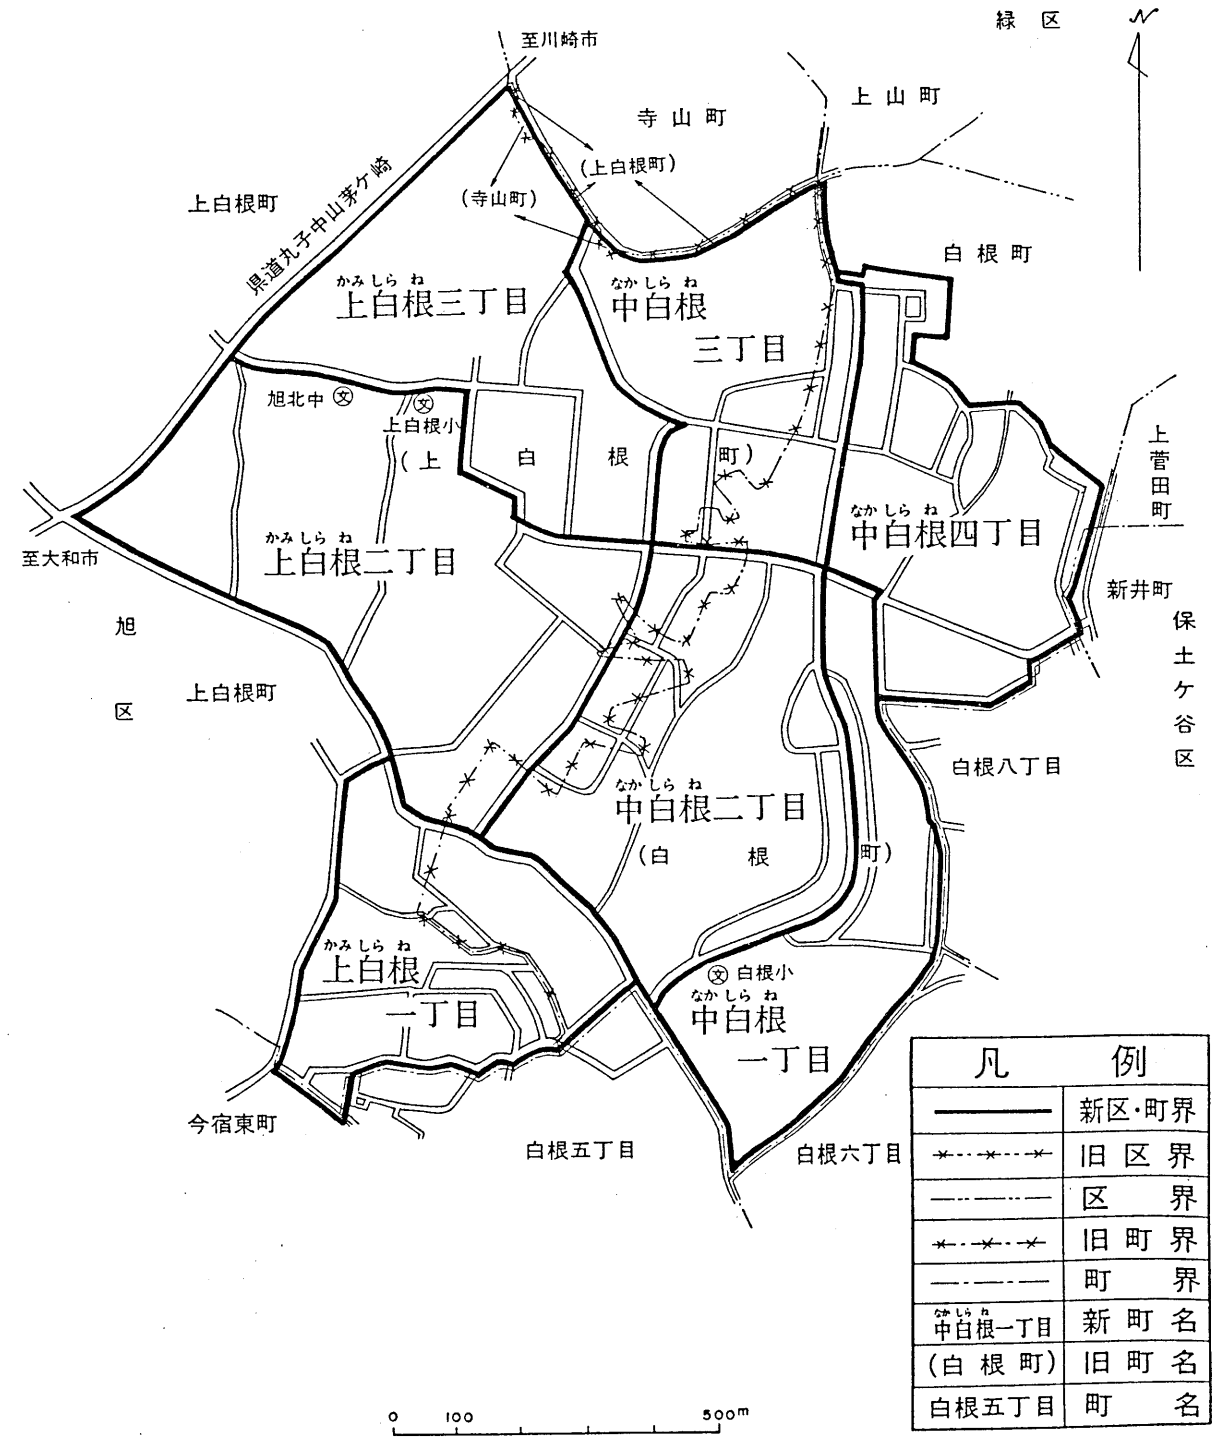 緑区
N
至川崎市
上山町
寺山町
(上白根町)
(寺山町)
上白根町
県道丸子中山茅ケ崎
白根町
かみしらね
上白根三丁目
なかしらね
中白根
三丁目
旭北中 文
文
上白根小
(上白根町)
上菅田町
なかしらね
中白根四丁目
かみしらね
上白根二丁目
至大和市
新井町
旭区
保土ケ谷区
上白根町
白根八丁目
なかしらね
中白根二丁目
(白根町)
かみしらね
上白根
一丁目
文 白根小
なかしらね
中白根
一丁目
今宿東町
白根五丁目
白根六丁目
凡例
新区・町界
旧区界
区界
旧町界
町界
なかしらね
中白根一丁目 新町名
(白根町) 旧町名
白根五丁目 町名
0 100 500m